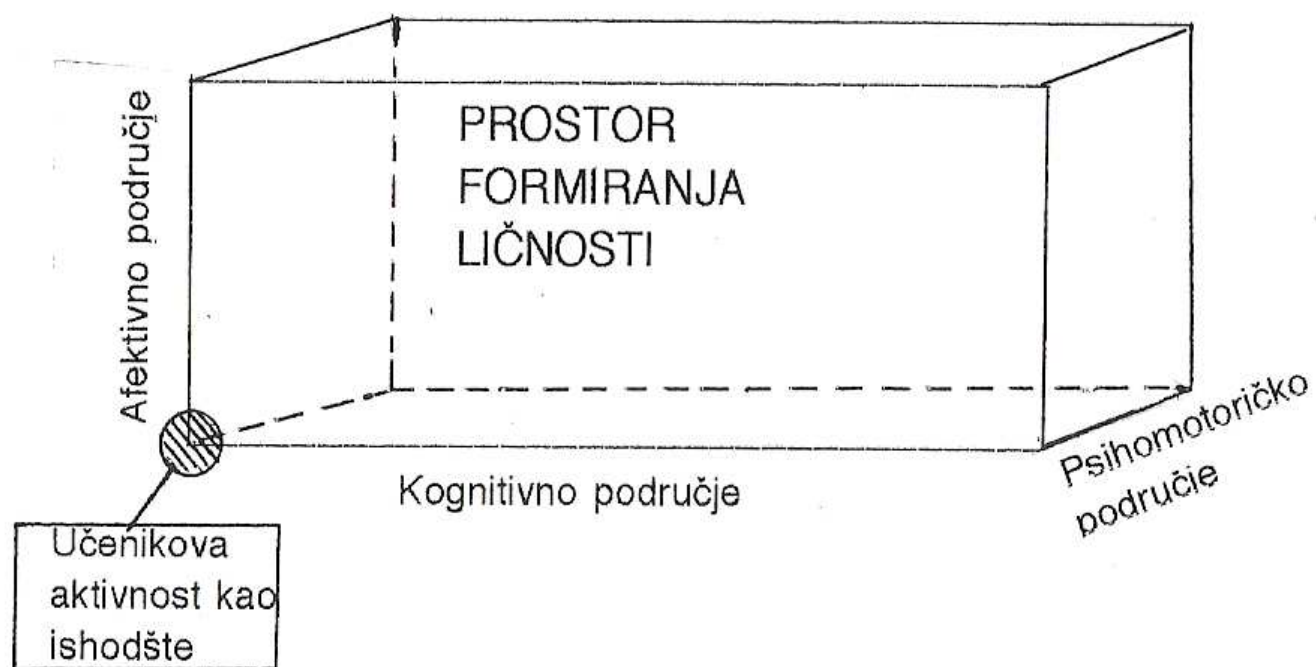 PROSTOR
FORMIRANJA
LIČNOSTI
Afektivno područje
Kognitivno područje
Psihomotoričko
područje
Učenikova
aktivnost kao
ishodšte